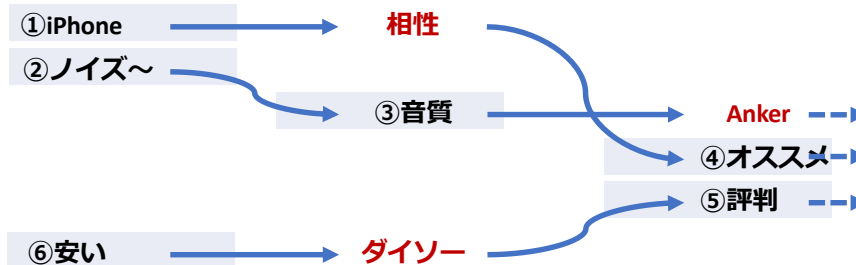 ①iPhone
相性
②ノイズ～
③音質
Anker
④オススメ
⑤評判
⑥安い
ダイソー